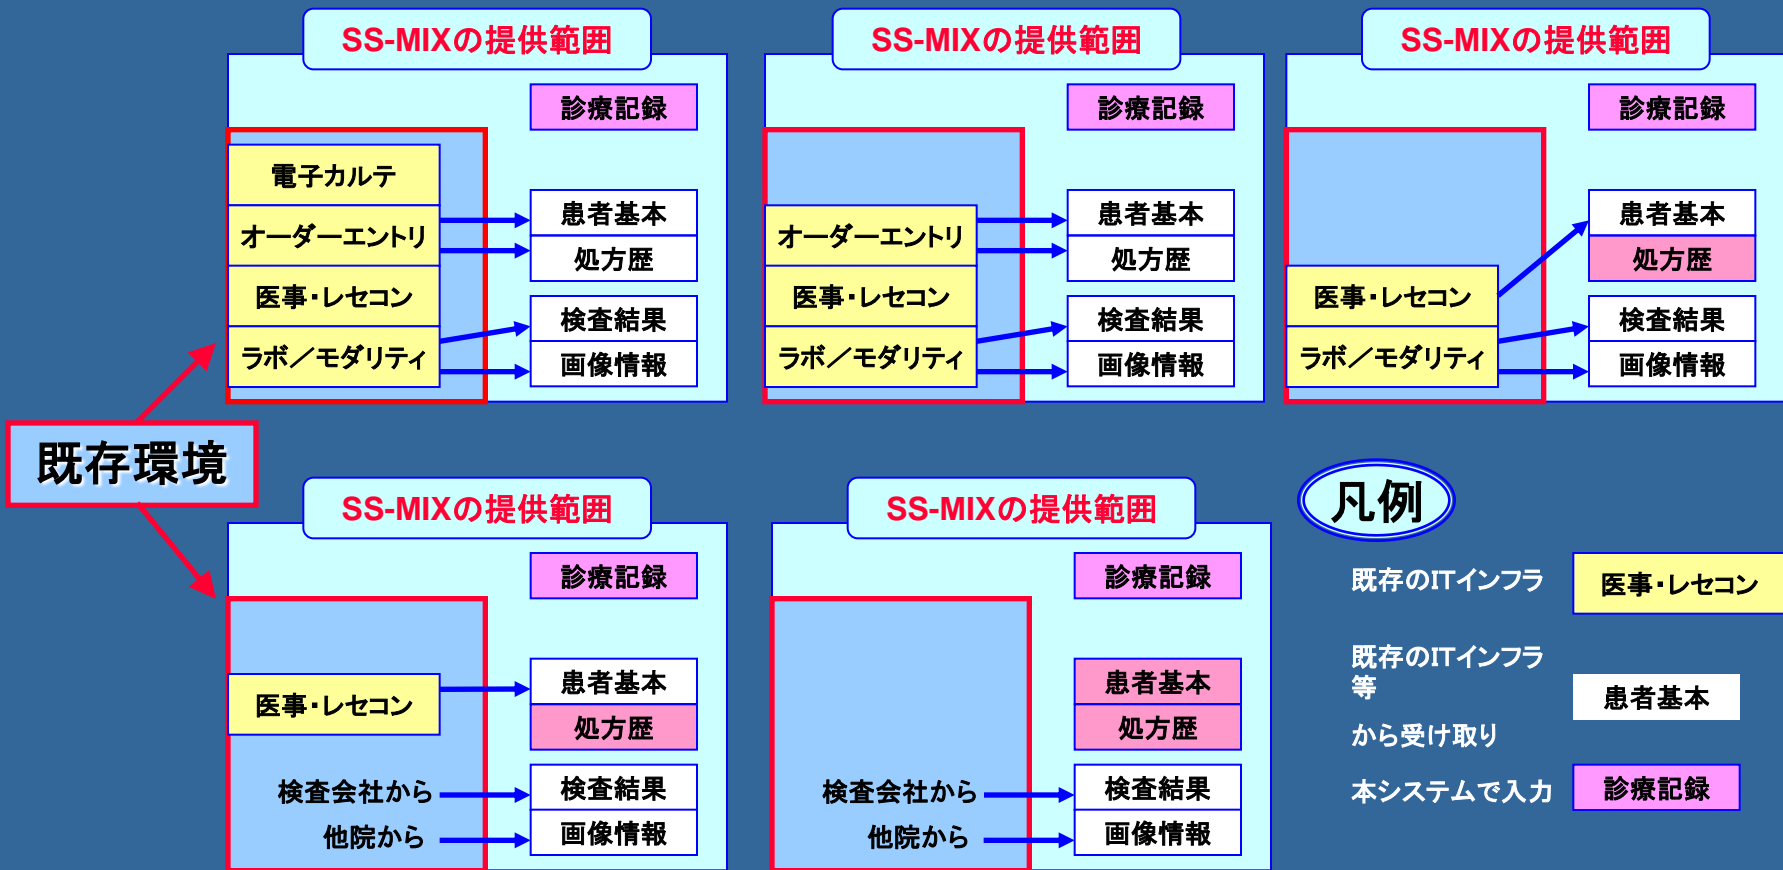 SS-MIXの提供範囲
診療記録
電子カルテ
オーダーエントリ
医事・レセコン
ラボ／モダリティ
患者基本
処方歴
検査結果
画像情報
SS-MIXの提供範囲
診療記録
オーダーエントリ
医事・レセコン
ラボ／モダリティ
患者基本
処方歴
検査結果
画像情報
SS-MIXの提供範囲
診療記録
医事・レセコン
ラボ／モダリティ
患者基本
処方歴
検査結果
画像情報
既存環境
SS-MIXの提供範囲
診療記録
医事・レセコン
検査会社から
他院から
患者基本
処方歴
検査結果
画像情報
SS-MIXの提供範囲
診療記録
検査会社から
他院から
患者基本
処方歴
検査結果
画像情報
凡例
既存のITインフラ
医事・レセコン
既存のITインフラ
等
から受け取り
患者基本
本システムで入力
診療記録